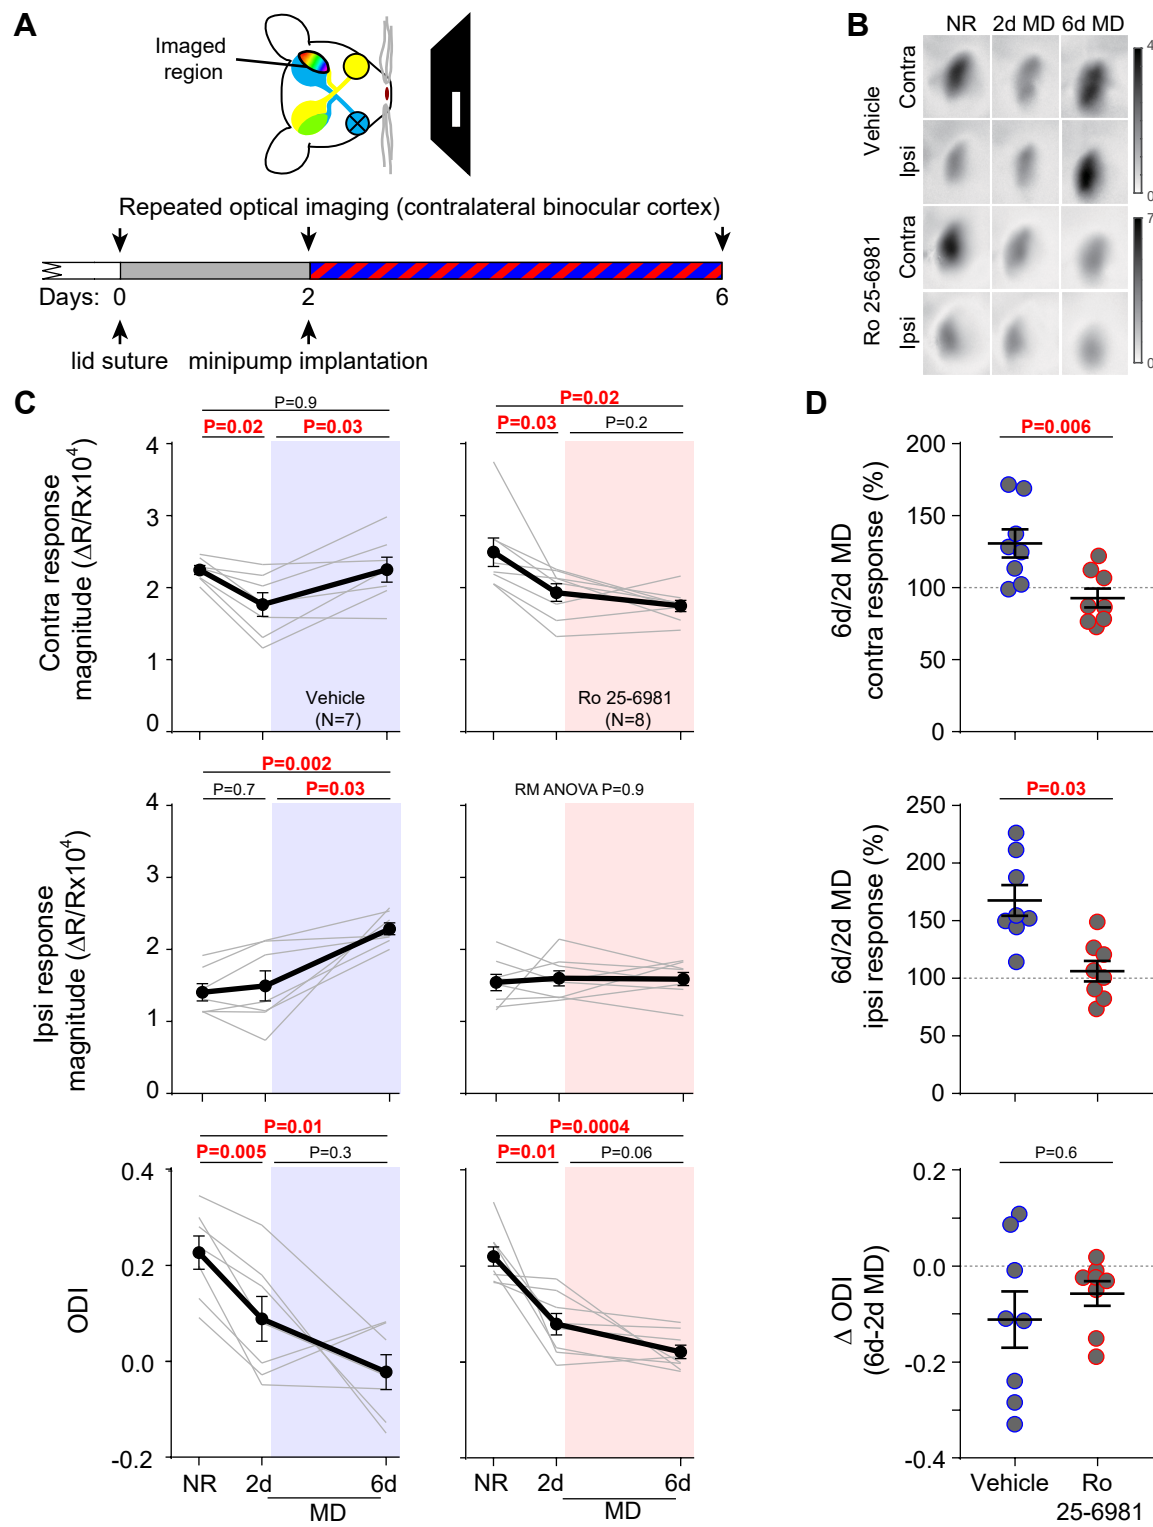 A
Imaged
region
Repeated optical imaging (contralateral binocular cortex)
Days: 0 2 6
lid suture minipump implantation
B
NR 2d MD 6d MD
Vehicle
Contra
Ipsi
4
0
Ro 25-6981
Contra
Ipsi
7
0
C
P=0.9
P=0.02 P=0.03
Contra response
magnitude (ΔR/Rx10⁴)
4
3
2
1
0
Vehicle
(N=7)
P=0.02
P=0.03 P=0.2
Ro 25-6981
(N=8)
P=0.002
P=0.7 P=0.03
Ipsi response
magnitude (ΔR/Rx10⁴)
4
3
2
1
0
RM ANOVA P=0.9
P=0.01
P=0.005 P=0.3
ODI
0.4
0.2
0.0
-0.2
NR 2d 6d
MD
P=0.0004
P=0.01 P=0.06
NR 2d 6d
MD
D
P=0.006
6d/2d MD
contra response (%)
200
150
100
50
0
P=0.03
6d/2d MD
ipsi response (%)
250
200
150
100
50
0
P=0.6
Δ ODI
(6d-2d MD)
0.2
0.0
-0.2
-0.4
Vehicle Ro
25-6981